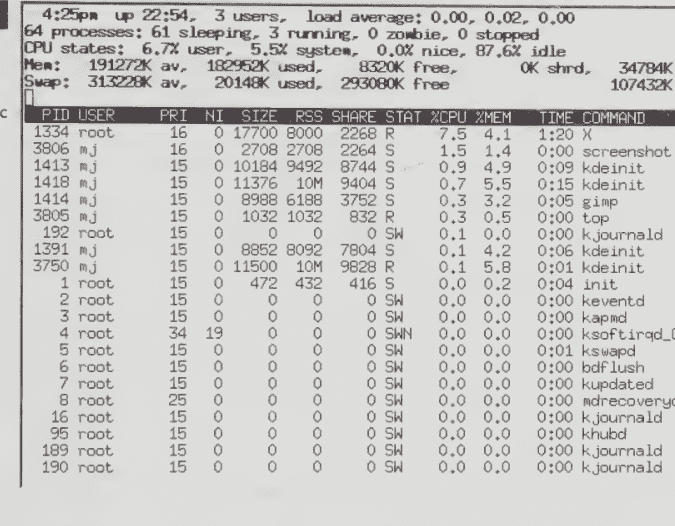 4:25pm up 22:54, 3 users, load average: 0.00, 0.02, 0.00
64 processes: 61 sleeping, 3 running, 0 zombie, 0 stopped
CPU states: 6.7% user, 5.5% system, 0.0% nice, 87.6% idle
Mem: 191272K av, 182952K used, 8320K free, 0K shrd, 34784K
Swap: 313228K av, 20148K used, 293080K free 107432K
c
PID USER PRI NI SIZE RSS SHARE STAT %CPU %MEM TIME COMMAND
1334 root 16 0 17700 8000 2268 R 7.5 4.1 1:20 X
3806 mj 16 0 2708 2708 2264 S 1.5 1.4 0:00 screenshot
1413 mj 15 0 10184 9492 8744 S 0.9 4.9 0:09 kdeinit
1418 mj 15 0 11376 10M 9404 S 0.7 5.5 0:15 kdeinit
1414 mj 15 0 8988 6188 3752 S 0.3 3.2 0:05 gimp
3805 mj 15 0 1032 1032 832 R 0.3 0.5 0:00 top
192 root 15 0 0 0 0 SW 0.1 0.0 0:00 kjournald
1391 mj 15 0 8852 8092 7804 S 0.1 4.2 0:06 kdeinit
3750 mj 15 0 11500 10M 9828 R 0.1 5.8 0:01 kdeinit
1 root 15 0 472 432 416 S 0.0 0.2 0:04 init
2 root 15 0 0 0 0 SW 0.0 0.0 0:00 keventd
3 root 15 0 0 0 0 SW 0.0 0.0 0:00 kapmd
4 root 34 19 0 0 0 SWN 0.0 0.0 0:00 ksoftirqd_
5 root 15 0 0 0 0 SW 0.0 0.0 0:01 kswapd
6 root 15 0 0 0 0 SW 0.0 0.0 0:00 bdflush
7 root 15 0 0 0 0 SW 0.0 0.0 0:00 kupdated
8 root 25 0 0 0 0 SW 0.0 0.0 0:00 mdrecoveryd
16 root 15 0 0 0 0 SW 0.0 0.0 0:00 kjournald
95 root 15 0 0 0 0 SW 0.0 0.0 0:00 khubd
189 root 15 0 0 0 0 SW 0.0 0.0 0:00 kjournald
190 root 15 0 0 0 0 SW 0.0 0.0 0:00 kjournald